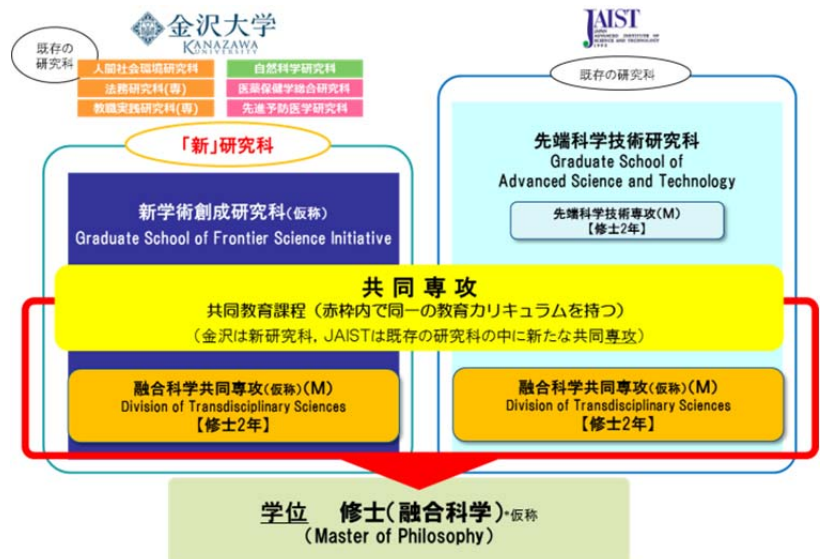 金沢大学
KANAZAWA
UNIVERSITY
既存の
研究科
人間社会環境研究科
法務研究科(専)
教職実践研究科(専)
自然科学研究科
医薬保健学総合研究科
先進予防医学研究科
「新」研究科
新学術創成研究科(仮称)
Graduate School of Frontier Science Initiative
JAIST
JAPAN
ADVANCED INSTITUTE OF
SCIENCE AND TECHNOLOGY
1990
既存の研究科
先端科学技術研究科
Graduate School of
Advanced Science and Technology
先端科学技術専攻(M)
【修士2年】
共同専攻
共同教育課程（赤枠内で同一の教育カリキュラムを持つ）
（金沢は新研究科，JAISTは既存の研究科の中に新たな共同専攻）
融合科学共同専攻(仮称)(M)
Division of Transdisciplinary Sciences
【修士2年】
融合科学共同専攻(仮称)(M)
Division of Transdisciplinary Sciences
【修士2年】
学位　修士（融合科学）*仮称
（Master of Philosophy）